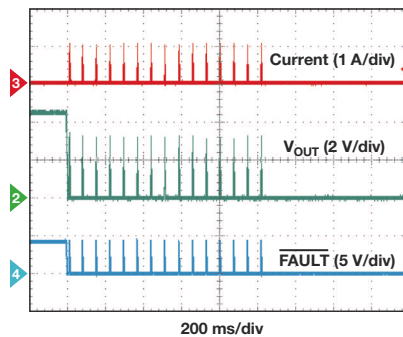 3
Current (1 A/div)
VOUT (2 V/div)
2
FAULT (5 V/div)
4
200 ms/div